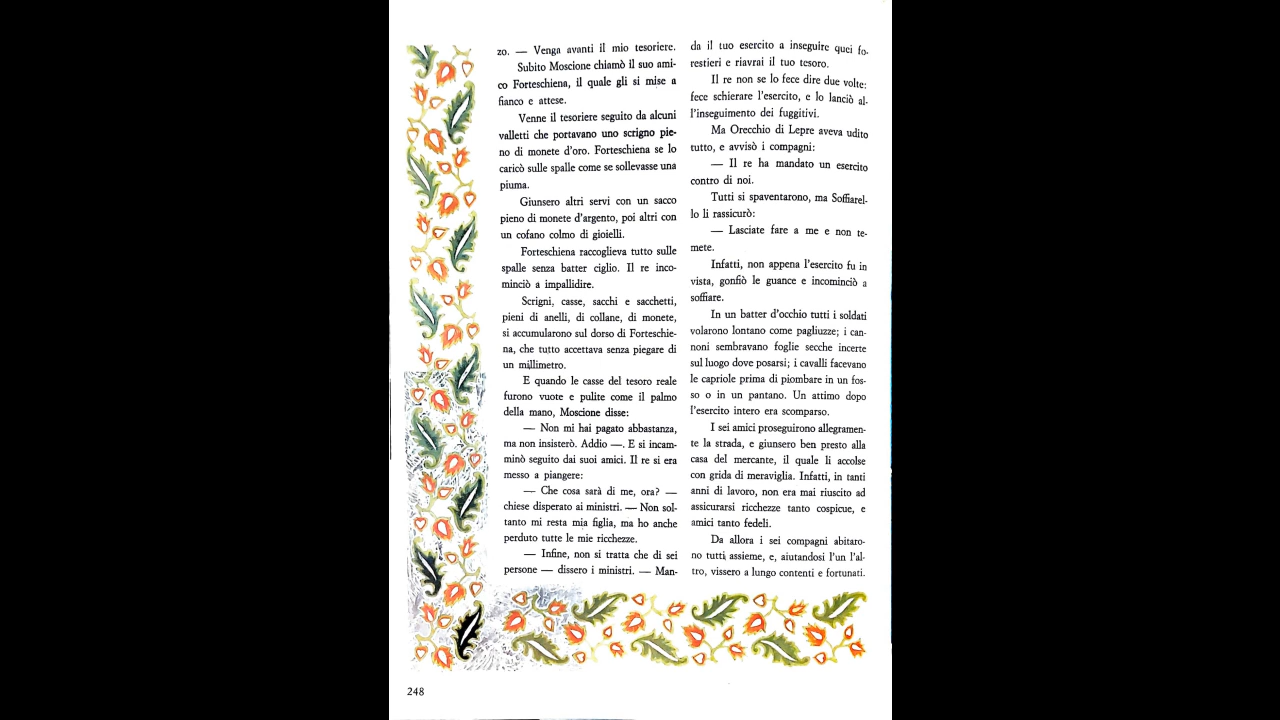 zo. — Venga avanti il mio tesoriere.
Subito Moscione chiamò il suo ami-
co Forteschiena, il quale gli si mise a
fianco e attese.
Venne il tesoriere seguito da alcuni
valletti che portavano uno scrigno pie-
no di monete d'oro. Forteschiena se lo
caricò sulle spalle come se sollevasse una
piuma.
Giunsero altri servi con un sacco
pieno di monete d'argento, poi altri con
un cofano colmo di gioielli.
Forteschiena raccoglieva tutto sulle
spalle senza batter ciglio. Il re inco-
minciò a impallidire.
Scrigni, casse, sacchi e sacchetti,
pieni di anelli, di collane, di monete,
si accumularono sul dorso di Forteschie-
na, che tutto accettava senza piegare di
un millimetro.
E quando le casse del tesoro reale
furono vuote e pulite come il palmo
della mano, Moscione disse:
— Non mi hai pagato abbastanza,
ma non insisterò. Addio —. E si incam-
minò seguito dai suoi amici. Il re si era
messo a piangere:
— Che cosa sarà di me, ora? —
chiese disperato ai ministri. — Non sol-
tanto mi resta mia figlia, ma ho anche
perduto tutte le mie ricchezze.
— Infine, non si tratta che di sei
persone — dissero i ministri. — Man-
da il tuo esercito a inseguire quei fo-
restieri e riavrai il tuo tesoro.
Il re non se lo fece dire due volte:
fece schierare l'esercito, e lo lanciò al-
l'inseguimento dei fuggitivi.
Ma Orecchio di Lepre aveva udito
tutto, e avvisò i compagni:
— Il re ha mandato un esercito
contro di noi.
Tutti si spaventarono, ma Soffiarel-
lo li rassicurò:
— Lasciate fare a me e non te-
mete.
Infatti, non appena l'esercito fu in
vista, gonfiò le guance e incominciò a
soffiare.
In un batter d'occhio tutti i soldati
volarono lontano come pagliuzze; i can-
noni sembravano foglie secche incerte
sul luogo dove posarsi; i cavalli facevano
le capriole prima di piombare in un fos-
so o in un pantano. Un attimo dopo
l'esercito intero era scomparso.
I sei amici proseguirono allegramen-
te la strada, e giunsero ben presto alla
casa del mercante, il quale li accolse
con grida di meraviglia. Infatti, in tanti
anni di lavoro, non era mai riuscito ad
assicurarsi ricchezze tanto cospicue, e
amici tanto fedeli.
Da allora i sei compagni abitaro-
no tutti assieme, e, aiutandosi l'un l'al-
tro, vissero a lungo contenti e fortunati.
248